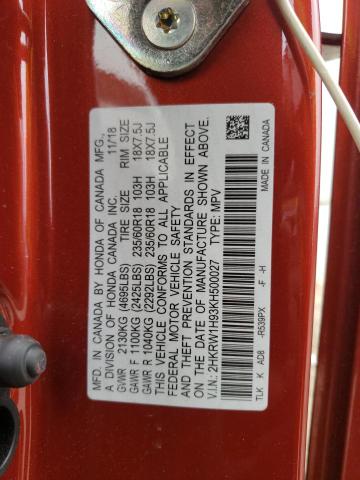 MFD. IN CANADA BY HONDA OF CANADA MFG.,
A DIVISION OF HONDA CANADA INC. 11/18
GVWR 2130KG (4695LBS) TIRE SIZE RIM SIZE
GAWR F 1100KG (2425LBS) 235/60R18 103H 18X7.5J
GAWR R 1040KG (2292LBS) 235/60R18 103H 18X7.5J
THIS VEHICLE CONFORMS TO ALL APPLICABLE
FEDERAL MOTOR VEHICLE SAFETY
AND THEFT PREVENTION STANDARDS IN EFFECT
ON THE DATE OF MANUFACTURE SHOWN ABOVE.
V.I.N.: 2HKRW1H93KH500027 TYPE: MPV
TLK K AD8 -R539PX -F -H MADE IN CANADA